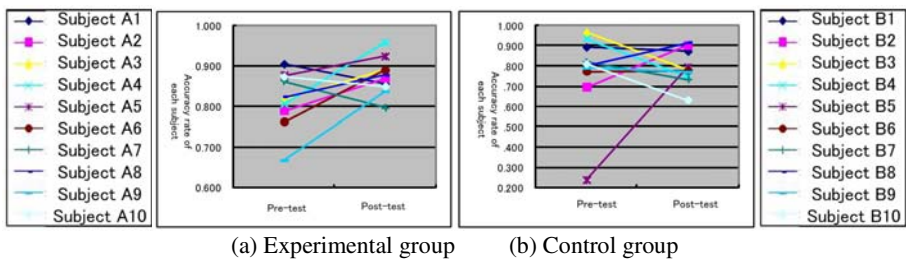 Subject A1
Subject A2
Subject A3
Subject A4
Subject A5
Subject A6
Subject A7
Subject A8
Subject A9
Subject A10
Accuracy rate of
each subject
1.000
0.900
0.800
0.700
0.600
Pre-test
Post-test
Accuracy rate of
each subject
1.000
0.900
0.800
.700
.600
.500
0.400
0.300
0.200
Pre-test
Post-test
Subject B1
Subject B2
Subject B3
Subject B4
Subject B5
Subject B6
Subject B7
Subject B8
Subject B9
Subject B10
(a) Experimental group
(b) Control group